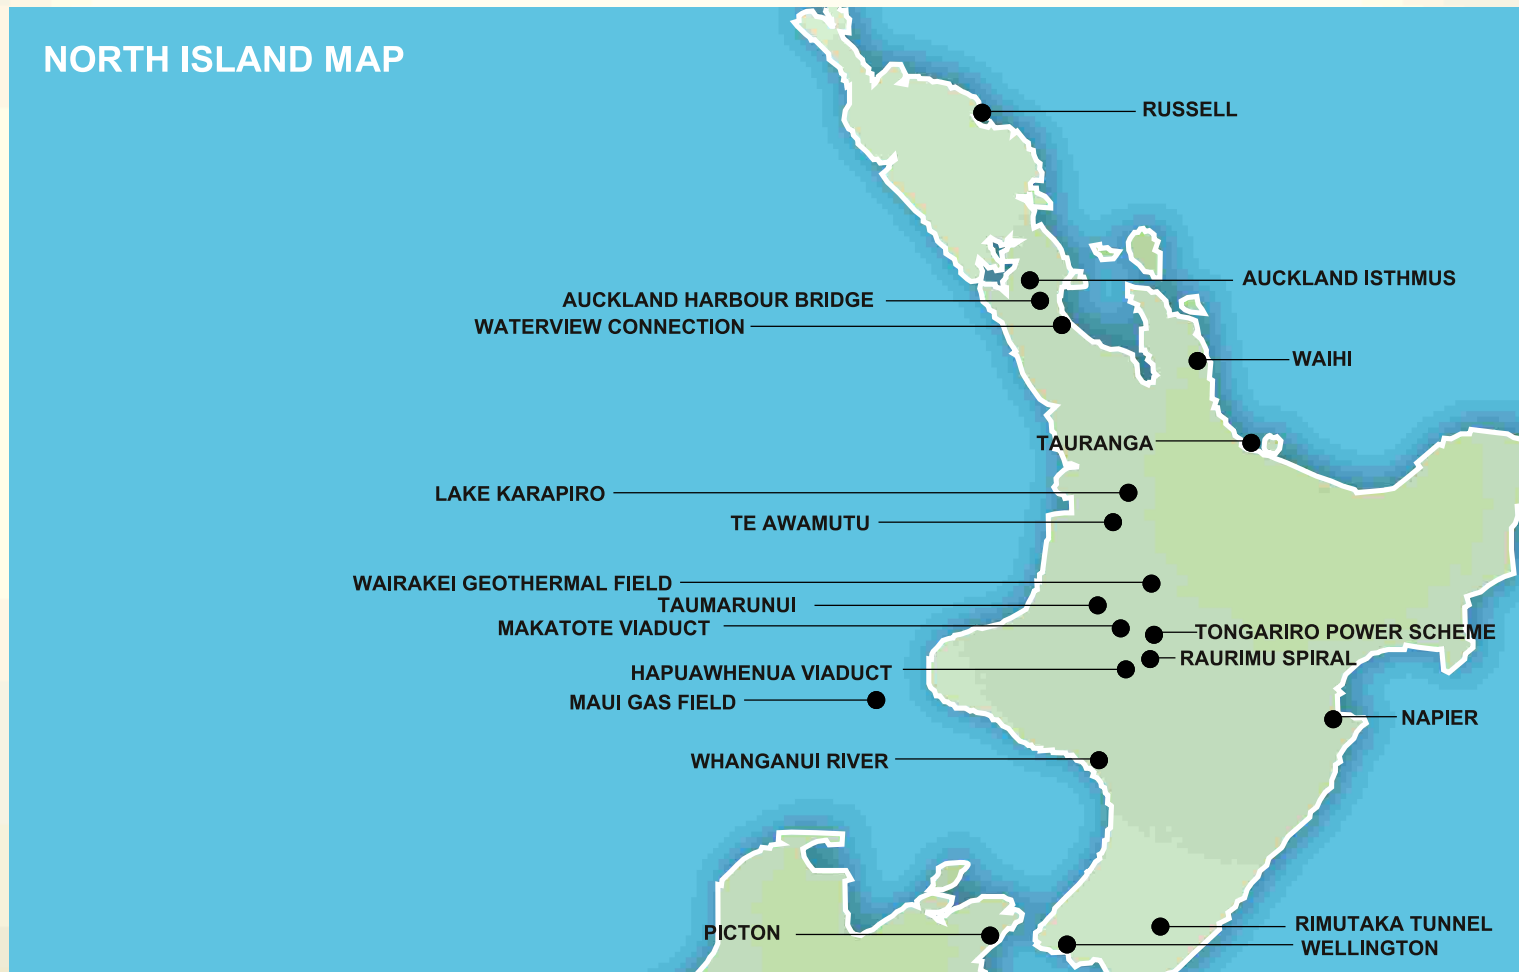 NORTH ISLAND MAP
RUSSELL
AUCKLAND ISTHMUS
AUCKLAND HARBOUR BRIDGE
WATERVIEW CONNECTION
WAIHI
TAURANGA
LAKE KARAPIRO
TE AWAMUTU
WAIRAKEI GEOTHERMAL FIELD
TAUMARUNUI
MAKATOTE VIADUCT
TONGARIRO POWER SCHEME
RAURIMU SPIRAL
HAPUAWHENUA VIADUCT
MAUI GAS FIELD
NAPIER
WHANGANUI RIVER
PICTON
RIMUTAKA TUNNEL
WELLINGTON